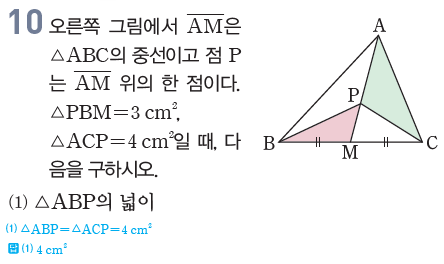 10 오른쪽 그림에서 AM은
△ABC의 중선이고 점 P
는 AM 위의 한 점이다.
△PBM=3 cm²,
△ACP=4 cm²일 때, 다
음을 구하시오.
A
P
B
M
C
(1) △ABP의 넓이
(1) △ABP=△ACP=4 cm²
답 (1) 4 cm²